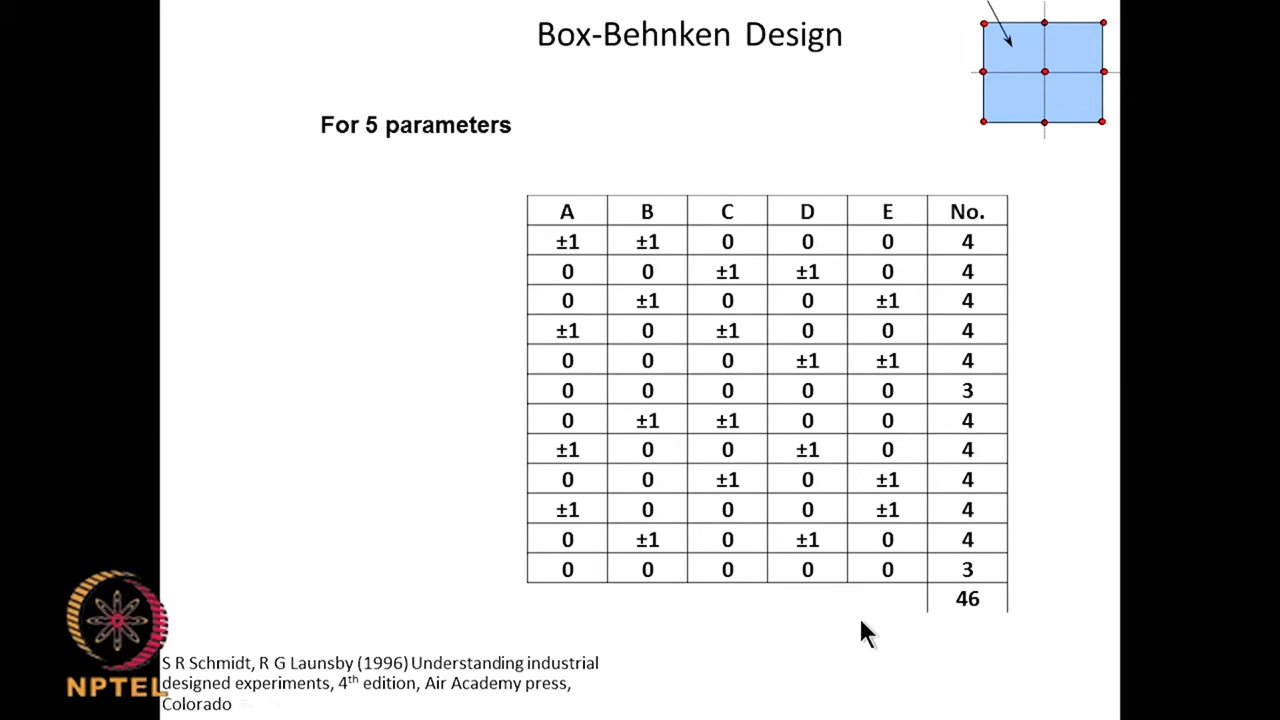 Box-Behnken Design
For 5 parameters
A B C D E No.
±1 ±1 0 0 0 4
0 0 ±1 ±1 0 4
0 ±1 0 0 ±1 4
±1 0 ±1 0 0 4
0 0 0 ±1 ±1 4
0 0 0 0 0 3
0 ±1 ±1 0 0 4
±1 0 0 ±1 0 4
0 0 ±1 0 ±1 4
±1 0 0 0 ±1 4
0 ±1 0 ±1 0 4
0 0 0 0 0 3
46
S R Schmidt, R G Launsby (1996) Understanding industrial
designed experiments, 4th edition, Air Academy press,
Colorado
NPTEL